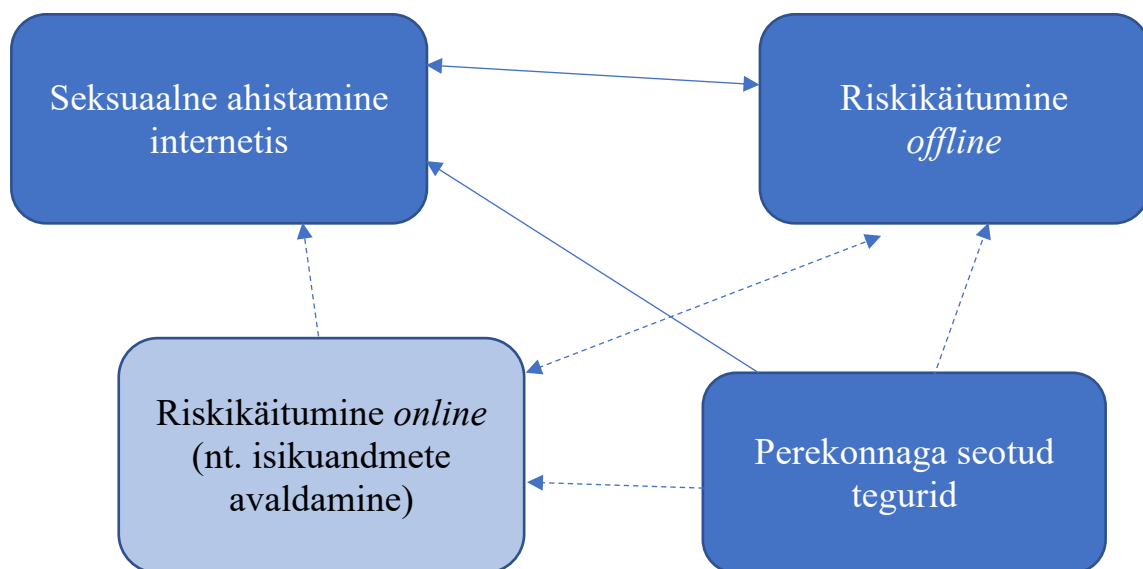 Seksuaalne ahistamine
internetis
Riskikäitumine
offline
Riskikäitumine online
(nt. isikuandmete
avaldamine)
Perekonnaga seotud
tegurid